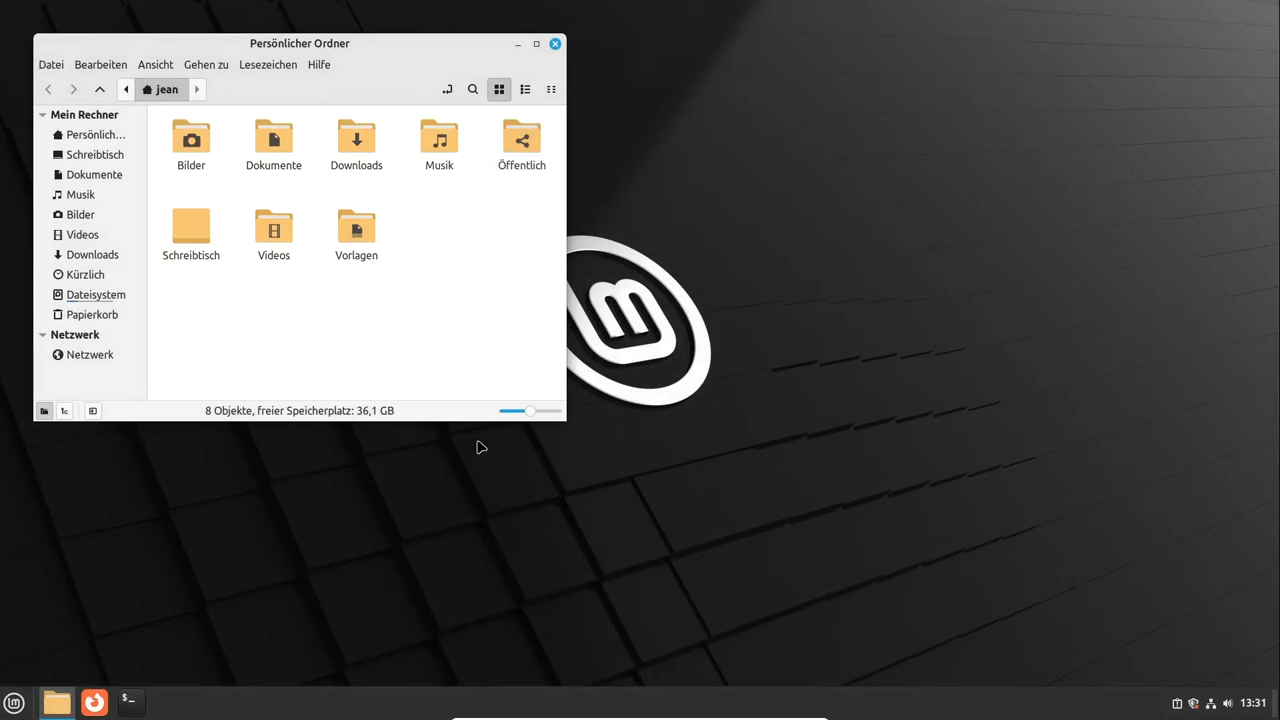 Persönlicher Ordner
Datei Bearbeiten Ansicht Gehen zu Lesezeichen Hilfe
jean
Mein Rechner
Persönlich...
Schreibtisch
Dokumente
Musik
Bilder
Videos
Downloads
Kürzlich
Dateisystem
Papierkorb
Netzwerk
Netzwerk
Bilder Dokumente Downloads Musik Öffentlich
Schreibtisch Videos Vorlagen
8 Objekte, freier Speicherplatz: 36,1 GB
13:31